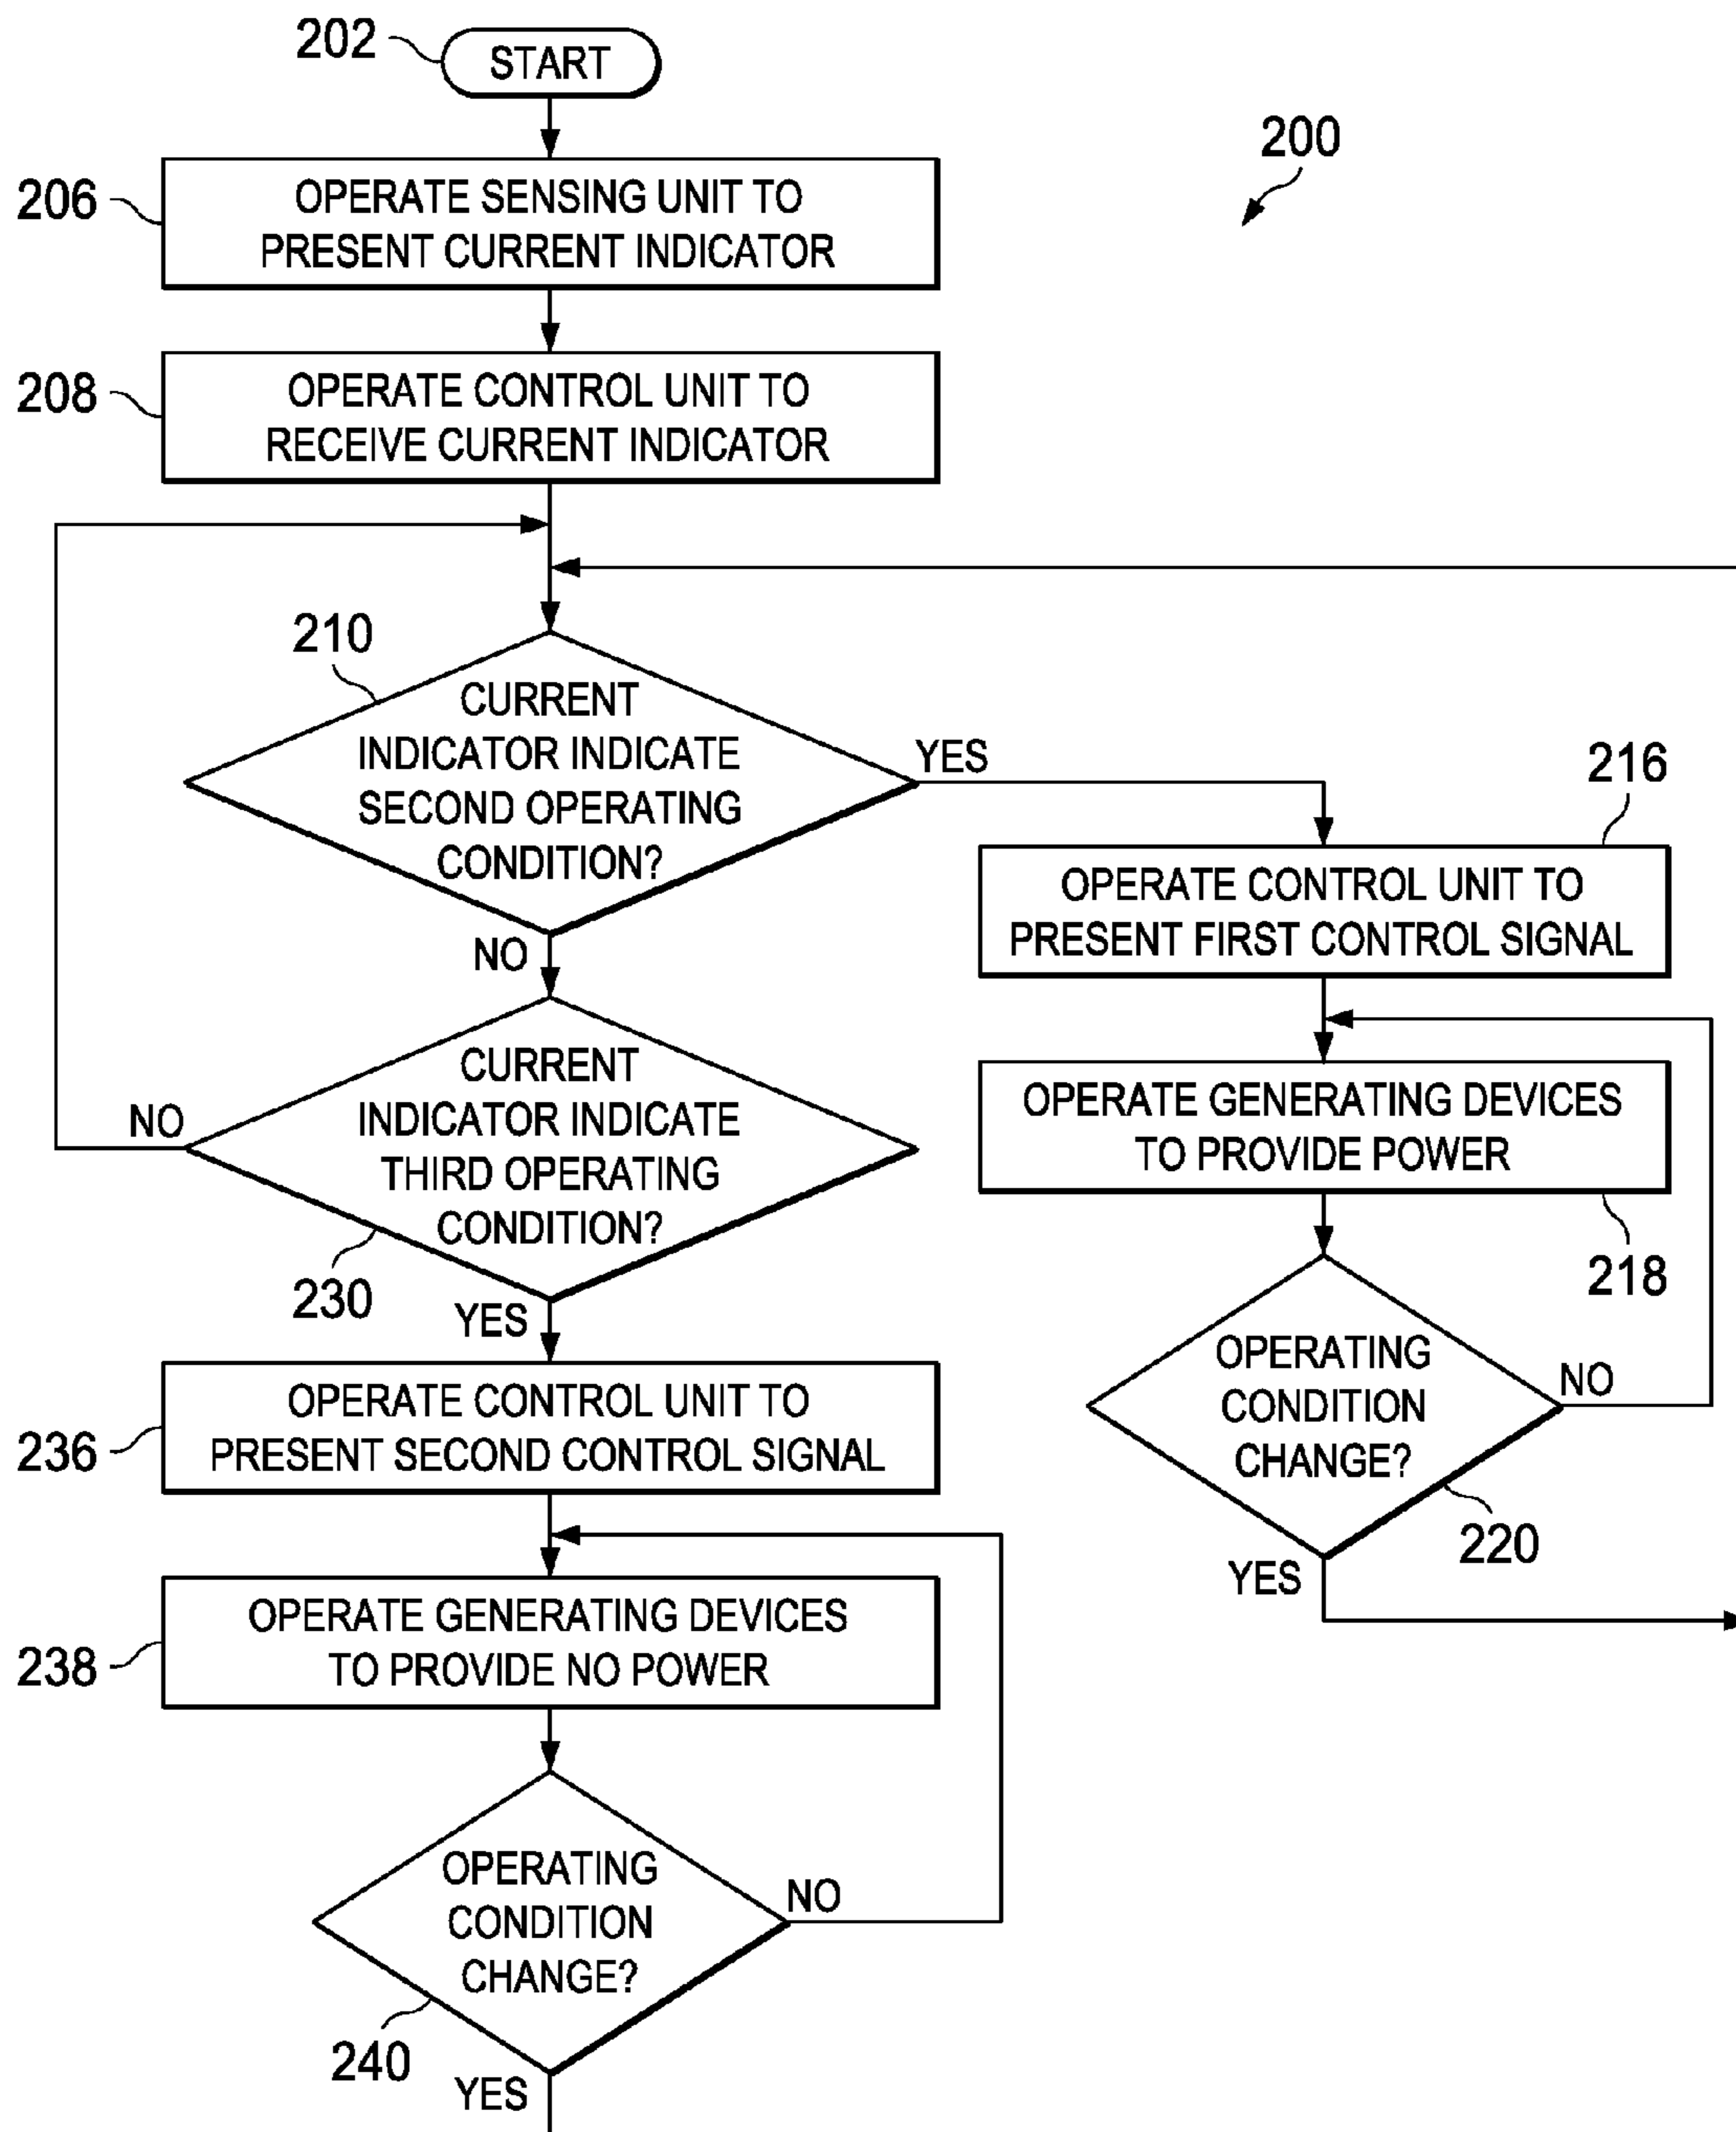 202
START
200
206
OPERATE SENSING UNIT TO
PRESENT CURRENT INDICATOR
208
OPERATE CONTROL UNIT TO
RECEIVE CURRENT INDICATOR
210
CURRENT
INDICATOR INDICATE
SECOND OPERATING
CONDITION?
YES
NO
216
OPERATE CONTROL UNIT TO
PRESENT FIRST CONTROL SIGNAL
OPERATE GENERATING DEVICES
TO PROVIDE POWER
218
OPERATING
CONDITION
CHANGE?
NO
220
YES
CURRENT
INDICATOR INDICATE
THIRD OPERATING
CONDITION?
NO
230
YES
236
OPERATE CONTROL UNIT TO
PRESENT SECOND CONTROL SIGNAL
238
OPERATE GENERATING DEVICES
TO PROVIDE NO POWER
OPERATING
CONDITION
CHANGE?
NO
240
YES